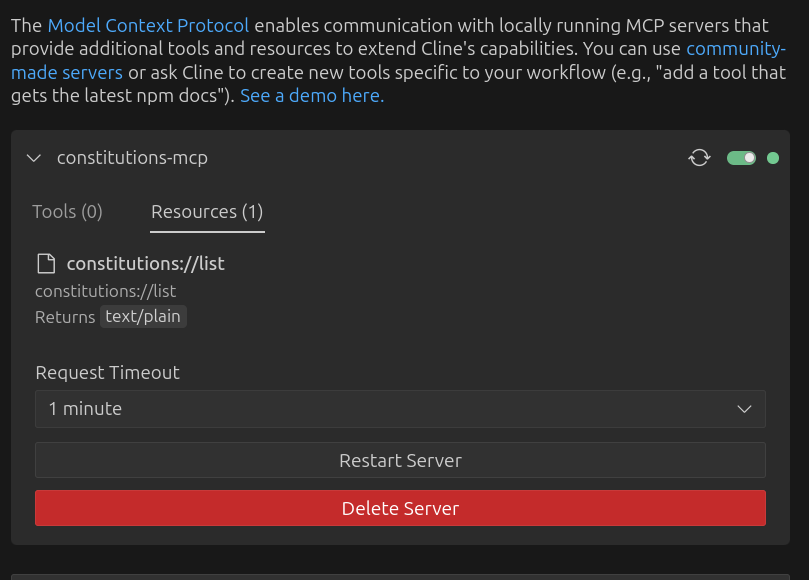 The Model Context Protocol enables communication with locally running MCP servers that
provide additional tools and resources to extend Cline's capabilities. You can use community-
made servers or ask Cline to create new tools specific to your workflow (e.g., "add a tool that
gets the latest npm docs"). See a demo here.
constitutions-mcp
Tools (0) Resources (1)
constitutions://list
constitutions://list
Returns text/plain
Request Timeout
1 minute
Restart Server
Delete Server